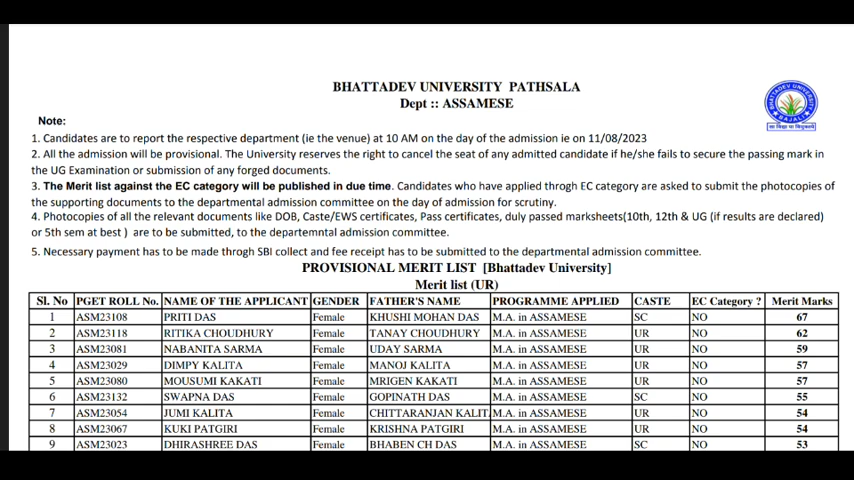 BHATTADEV UNIVERSITY PATHSALA
Dept :: ASSAMESE
BHATTADEV UNIVERSITY
BAJALI
Note:
1. Candidates are to report the respective department (ie the venue) at 10 AM on the day of the admission ie on 11/08/2023
2. All the admission will be provisional. The University reserves the right to cancel the seat of any admitted candidate if he/she fails to secure the passing mark in
the UG Examination or submission of any forged documents.
3. The Merit list against the EC category will be published in due time. Candidates who have applied throgh EC category are asked to submit the photocopies of
the supporting documents to the departmental admission committee on the day of admission for scrutiny.
4. Photocopies of all the relevant documents like DOB, Caste/EWS certificates, Pass certificates, duly passed marksheets(10th, 12th & UG (if results are declared)
or 5th sem at best ) are to be submitted, to the departemntal admission committee.
5. Necessary payment has to be made throgh SBI collect and fee receipt has to be submitted to the departmental admission committee.
PROVISIONAL MERIT LIST [Bhattadev University]
Merit list (UR)
Sl. No PGET ROLL No. NAME OF THE APPLICANT GENDER FATHER'S NAME PROGRAMME APPLIED CASTE EC Category ? Merit Marks
1 ASM23108 PRITI DAS Female KHUSHI MOHAN DAS M.A. in ASSAMESE SC NO 67
2 ASM23118 RITIKA CHOUDHURY Female TANAY CHOUDHURY M.A. in ASSAMESE UR NO 62
3 ASM23081 NABANITA SARMA Female UDAY SARMA M.A. in ASSAMESE UR NO 59
4 ASM23029 DIMPY KALITA Female MANOJ KALITA M.A. in ASSAMESE UR NO 57
5 ASM23080 MOUSUMI KAKATI Female MRIGEN KAKATI M.A. in ASSAMESE UR NO 57
6 ASM23132 SWAPNA DAS Female GOPINATH DAS M.A. in ASSAMESE SC NO 55
7 ASM23054 JUMI KALITA Female CHITTARANJAN KALIT M.A. in ASSAMESE UR NO 54
8 ASM23067 KUKI PATGIRI Female KRISHNA PATGIRI M.A. in ASSAMESE UR NO 54
9 ASM23023 DHIRASHREE DAS Female BHABEN CH DAS M.A. in ASSAMESE SC NO 53